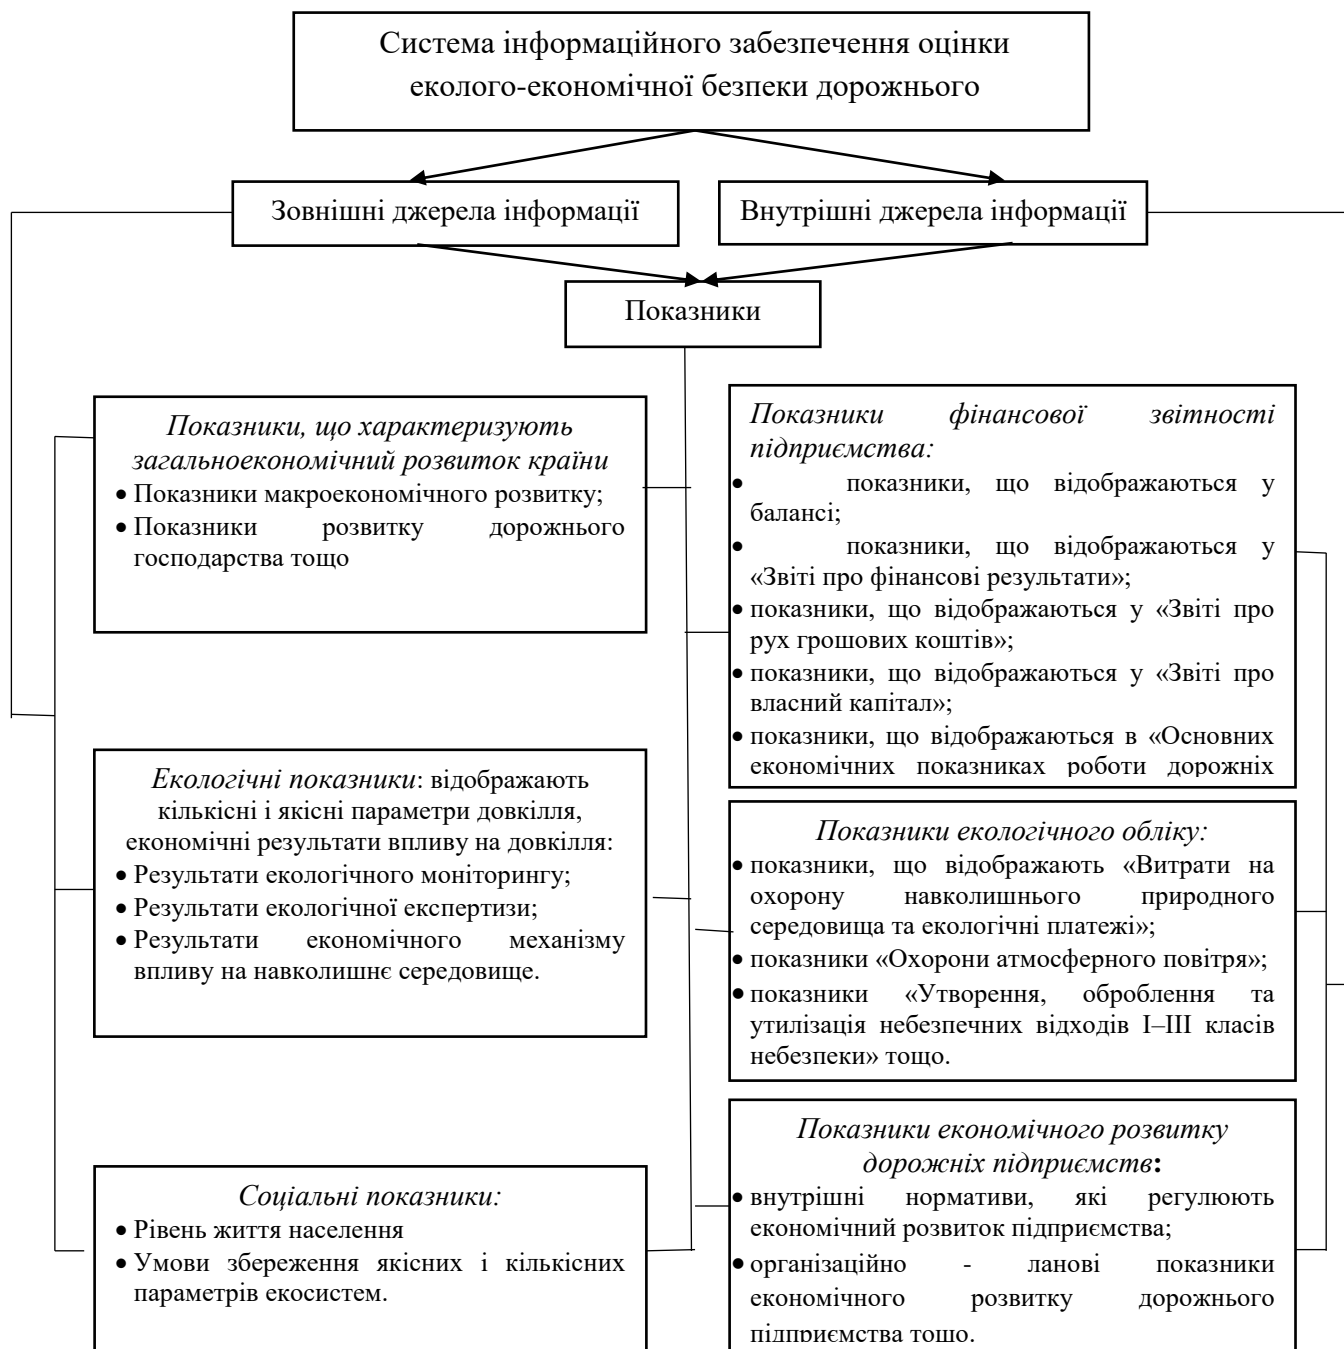 Система інформаційного забезпечення оцінки
еколого-економічної безпеки дорожнього
Зовнішні джерела інформації
Внутрішні джерела інформації
Показники
Показники, що характеризують
загальноекономічний розвиток країни
• Показники макроекономічного розвитку;
• Показники розвитку дорожнього
господарства тощо
Екологічні показники: відображають
кількісні і якісні параметри довкілля,
економічні результати впливу на довкілля:
• Результати екологічного моніторингу;
• Результати екологічної експертизи;
• Результати економічного механізму
впливу на навколишнє середовище.
Соціальні показники:
• Рівень життя населення
• Умови збереження якісних і кількісних
параметрів екосистем.
Показники фінансової звітності
підприємства:
• показники, що відображаються у
балансі;
• показники, що відображаються у
«Звіті про фінансові результати»;
• показники, що відображаються у «Звіті про
рух грошових коштів»;
• показники, що відображаються у «Звіті про
власний капітал»;
• показники, що відображаються в «Основних
економічних показниках роботи дорожніх
Показники екологічного обліку:
• показники, що відображають «Витрати на
охорону навколишнього природного
середовища та екологічні платежі»;
• показники «Охорони атмосферного повітря»;
• показники «Утворення, оброблення та
утилізація небезпечних відходів I–III класів
небезпеки» тощо.
Показники економічного розвитку
дорожніх підприємств:
• внутрішні нормативи, які регулюють
економічний розвиток підприємства;
• організаційно - ланові показники
економічного розвитку дорожнього
підприємства тощо.